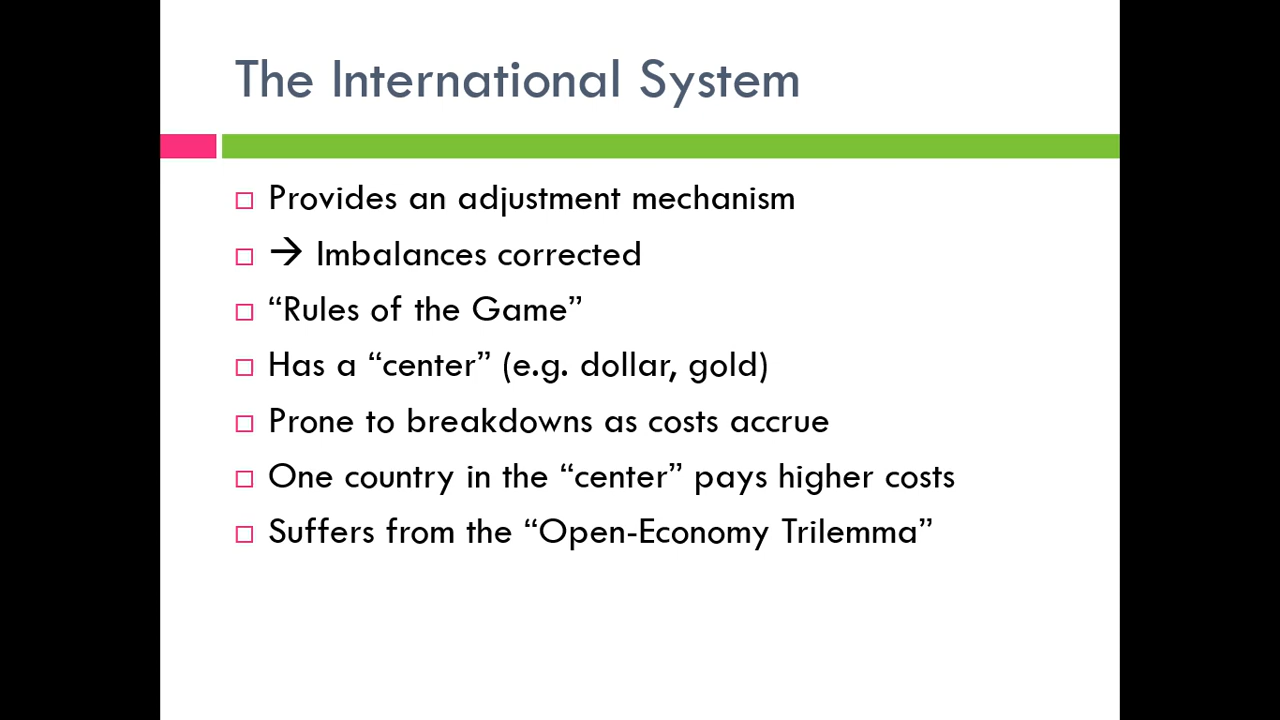 The International System
Provides an adjustment mechanism
→ Imbalances corrected
“Rules of the Game”
Has a “center” (e.g. dollar, gold)
Prone to breakdowns as costs accrue
One country in the “center” pays higher costs
Suffers from the “Open-Economy Trilemma”